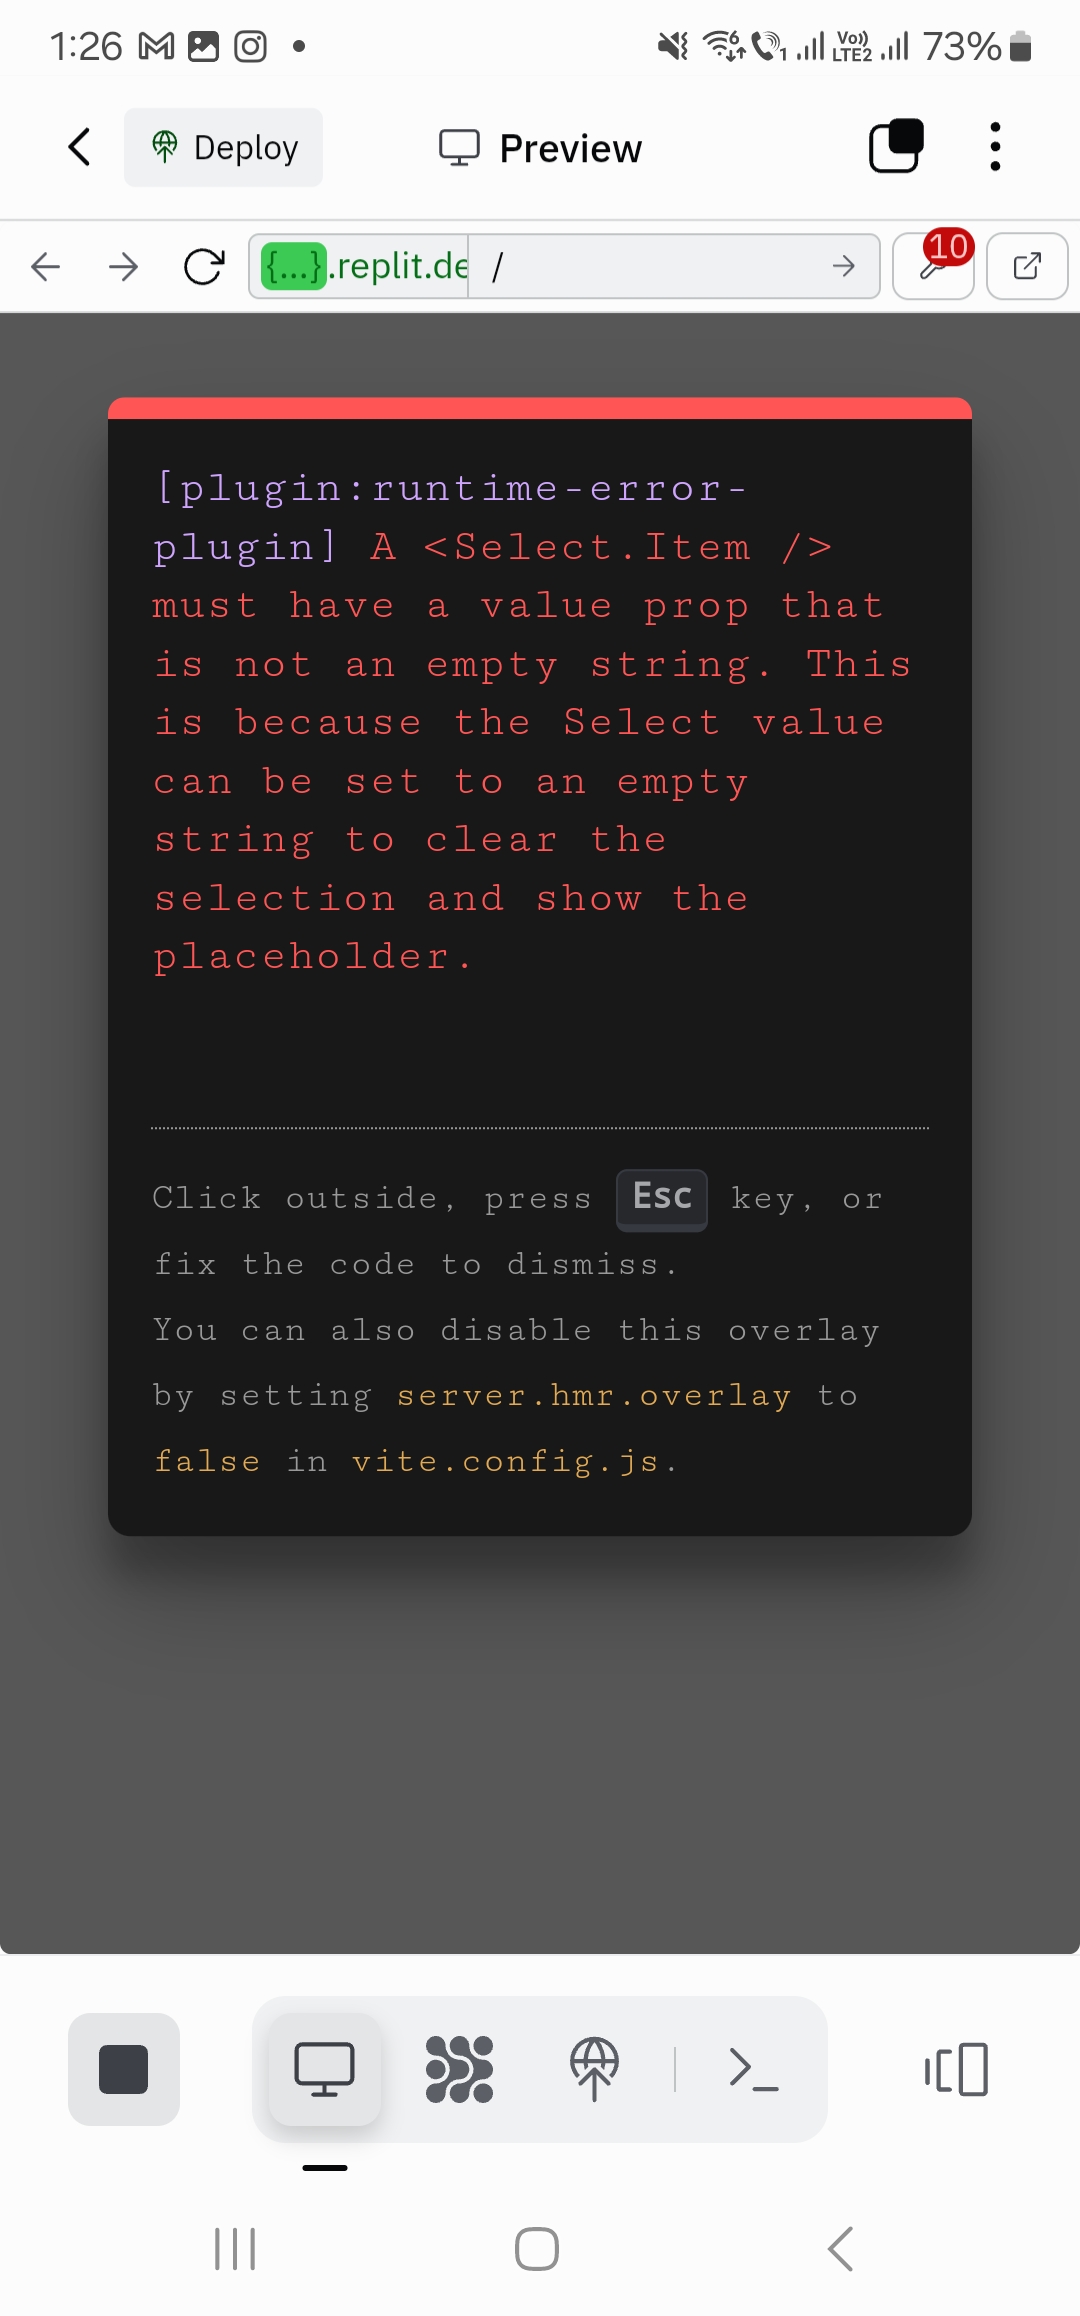 1:26
Vo)) LTE2
6
1
73%
Deploy
Preview
{...}.replit.de
/
10
[plugin:runtime-error-
plugin] A <Select.Item />
must have a value prop that
is not an empty string. This
is because the Select value
can be set to an empty
string to clear the
selection and show the
placeholder.
Click outside, press Esc key, or
fix the code to dismiss.
You can also disable this overlay
by setting server.hmr.overlay to
false in vite.config.js.